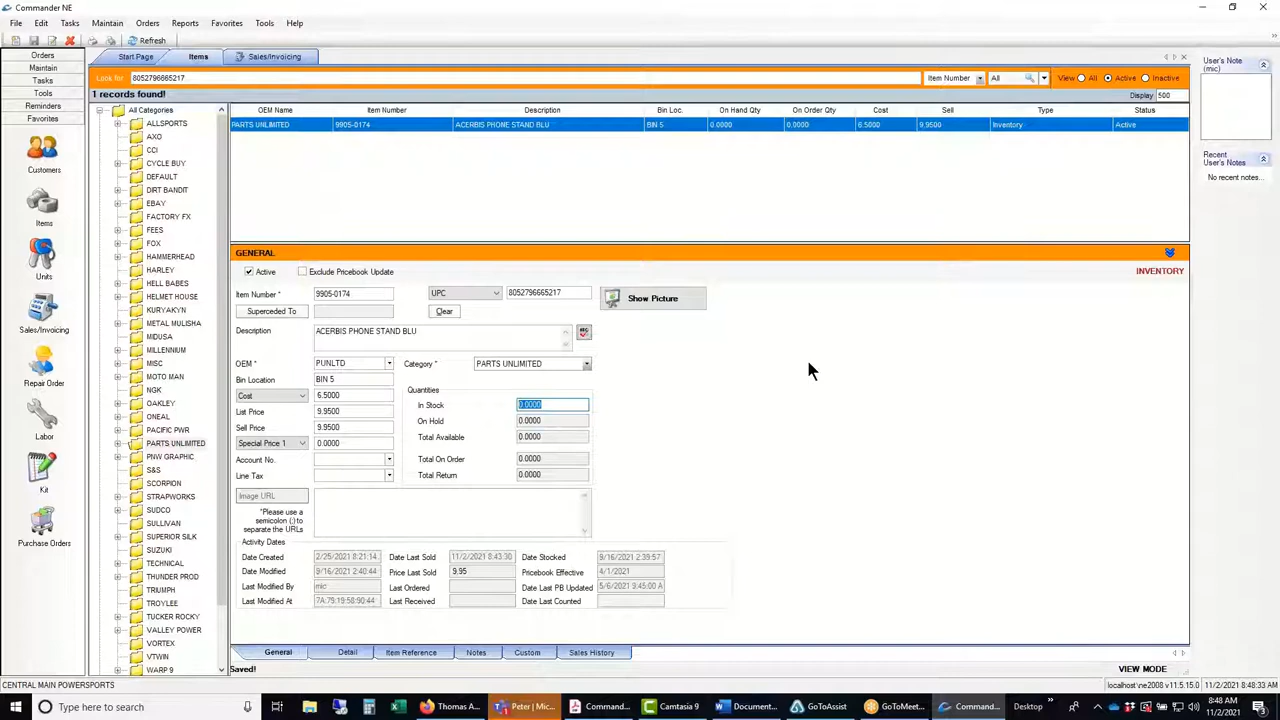 Commander NE
File Edit Tasks Maintain Orders Reports Favorites Tools Help
Refresh
Orders
Maintain
Tasks
Tools
Reminders
Favorites
Customers
Items
Units
Sales/Invoicing
Repair Order
Labor
Kit
Purchase Orders
Start Page Items Sales/Invoicing
Look for 8052796665217 Item Number All View All Active Inactive
1 records found! Display 500
All Categories
ALLSPORTS
AXO
CCI
CYCLE BUY
DEFAULT
DIRT BANDIT
EBAY
FACTORY FX
FEES
FOX
HAMMERHEAD
HARLEY
HELL BABES
HELMET HOUSE
KURYAKYN
METAL MULISHA
MIDUSA
MILLENNIUM
MISC
MOTO MAN
NGK
OAKLEY
ONEAL
PACIFIC PWR
PARTS UNLIMITED
PNW GRAPHIC
S&S
SCORPION
STRAPWORKS
SUDCO
SULLIVAN
SUPERIOR SILK
SUZUKI
TECHNICAL
THUNDER PROD
TRIUMPH
TROYLEE
TUCKER ROCKY
VALLEY POWER
VORTEX
VTWIN
WARP 9
OEM Name Item Number Description Bin Loc. On Hand Qty On Order Qty Cost Sell Type Status
PARTS UNLIMITED 9905-0174 ACERBIS PHONE STAND BLU BIN 5 0.0000 0.0000 6.5000 9.9500 Inventory Active
GENERAL
Active Exclude Pricebook Update INVENTORY
Item Number * 9905-0174 UPC 8052796665217 Show Picture
Superceded To Clear
Description ACERBIS PHONE STAND BLU
OEM * PUNLTD Category * PARTS UNLIMITED
Bin Location BIN 5
Cost 6.5000
List Price 9.9500
Sell Price 9.9500
Special Price 1 0.0000
Account No.
Line Tax
Quantities
In Stock 0.0000
On Hold 0.0000
Total Available 0.0000
Total On Order 0.0000
Total Return 0.0000
Image URL
*Please use a
semicolon (;) to
separate the URLs
Activity Dates
Date Created 2/25/2021 8:21:14 Date Last Sold 11/2/2021 8:43:30 Date Stocked 9/16/2021 2:39:57
Date Modified 9/16/2021 2:40:44 Price Last Sold 9.95 Pricebook Effective 4/1/2021
Last Modified By mic Last Ordered Date Last PB Updated 5/6/2021 9:45:00 A
Last Modified At 7A:79:19:58:90:44 Last Received Date Last Counted
General Detail Item Reference Notes Custom Sales History
Saved! VIEW MODE
User's Note
(mic)
Recent
User's Notes
No recent notes...
CENTRAL MAIN POWERSPORTS localhost\ne2008 v11.5.15.0 11/2/2021 8:48:33 AM
Type here to search Thomas A... Peter | Mic... Comman... Camtasia 9 Document... GoToAssist GoToMeet... Command... Desktop 8:48 AM
11/2/2021